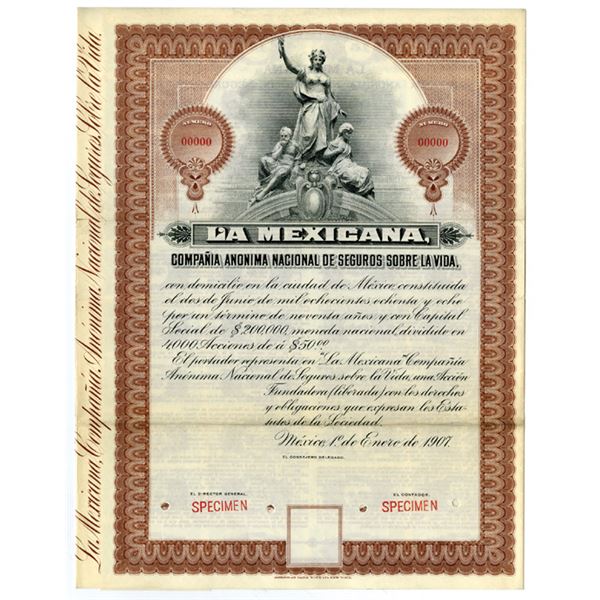 La Mexicana, Compañía Anónima Nacional de Seguros Sobre la Vida.
NUMERO
00000
NUMERO
00000
LA MEXICANA,
COMPAÑIA ANONIMA NACIONAL DE SEGUROS SOBRE LA VIDA,
con domicilio en la ciudad de México constituida
el dos de Junio de mil ochocientos ochenta y ocho
por un término de noventa años y con Capital
Social de $200,000, moneda nacional, dividido en
4000 Acciones de á $50.00
El portador representa en "La Mexicana" Compañía
Anónima Nacional de Seguros sobre la Vida, una Acción
Fundadora (liberada) con los derechos
y obligaciones que expresan los Esta-
tutos de la Sociedad.
México, 1º de Enero de 1907.
EL CONSEJERO DELEGADO.
EL DIRECTOR GENERAL,
EL CONTADOR,
SPECIMEN
SPECIMEN